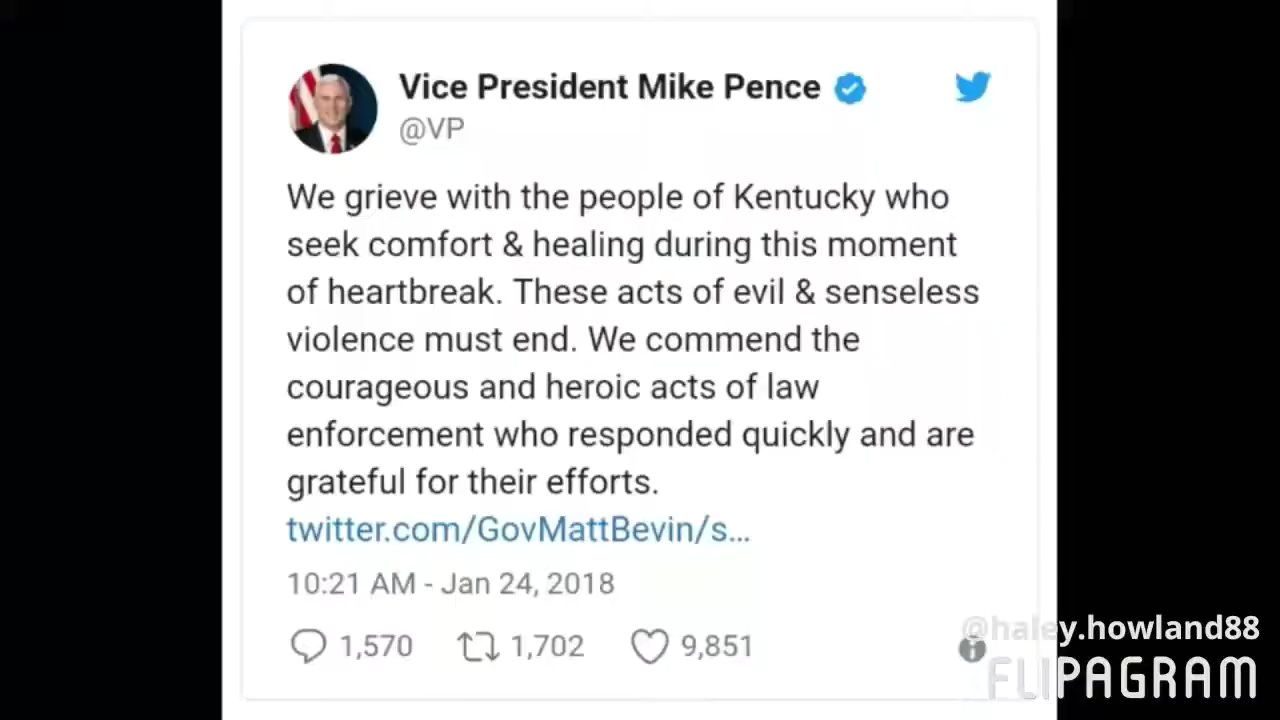 Vice President Mike Pence
@VP
We grieve with the people of Kentucky who
seek comfort & healing during this moment
of heartbreak. These acts of evil & senseless
violence must end. We commend the
courageous and heroic acts of law
enforcement who responded quickly and are
grateful for their efforts.
twitter.com/GovMattBevin/s...
10:21 AM - Jan 24, 2018
1,570 1,702 9,851
@haley.howland88
FLIPAGRAM